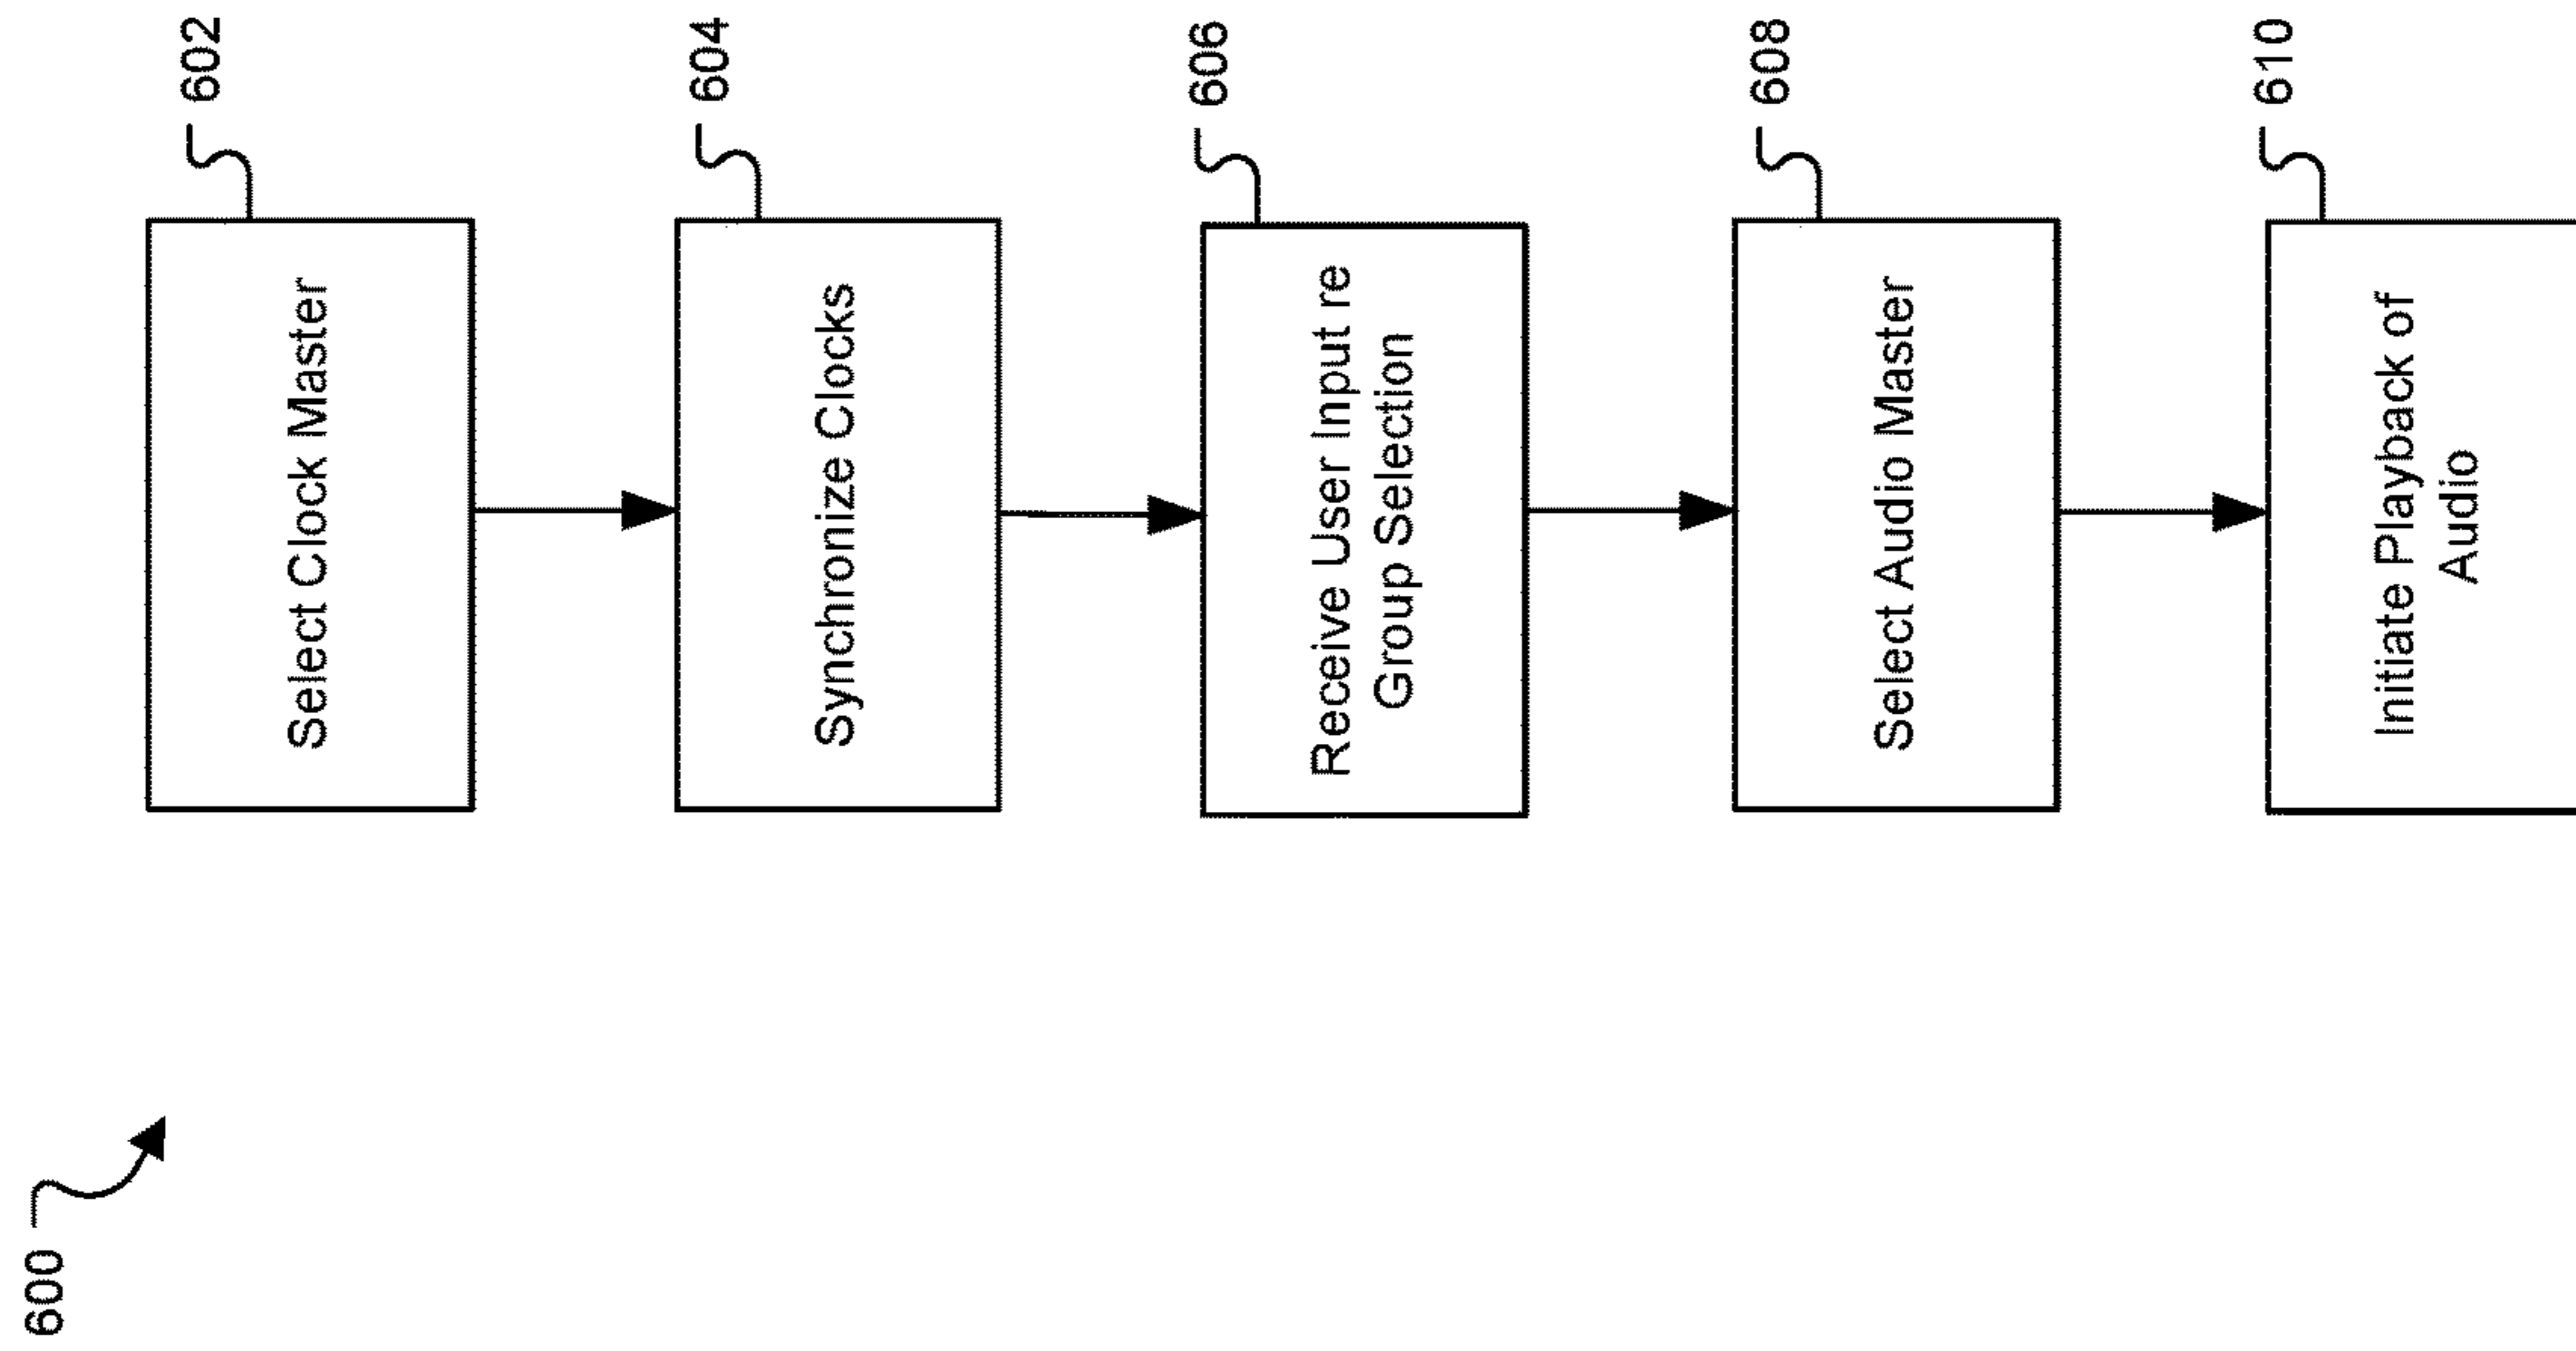 600
Select Clock Master
602
Synchronize Clocks
604
Receive User Input re
Group Selection
606
Select Audio Master
608
Initiate Playback of
Audio
610